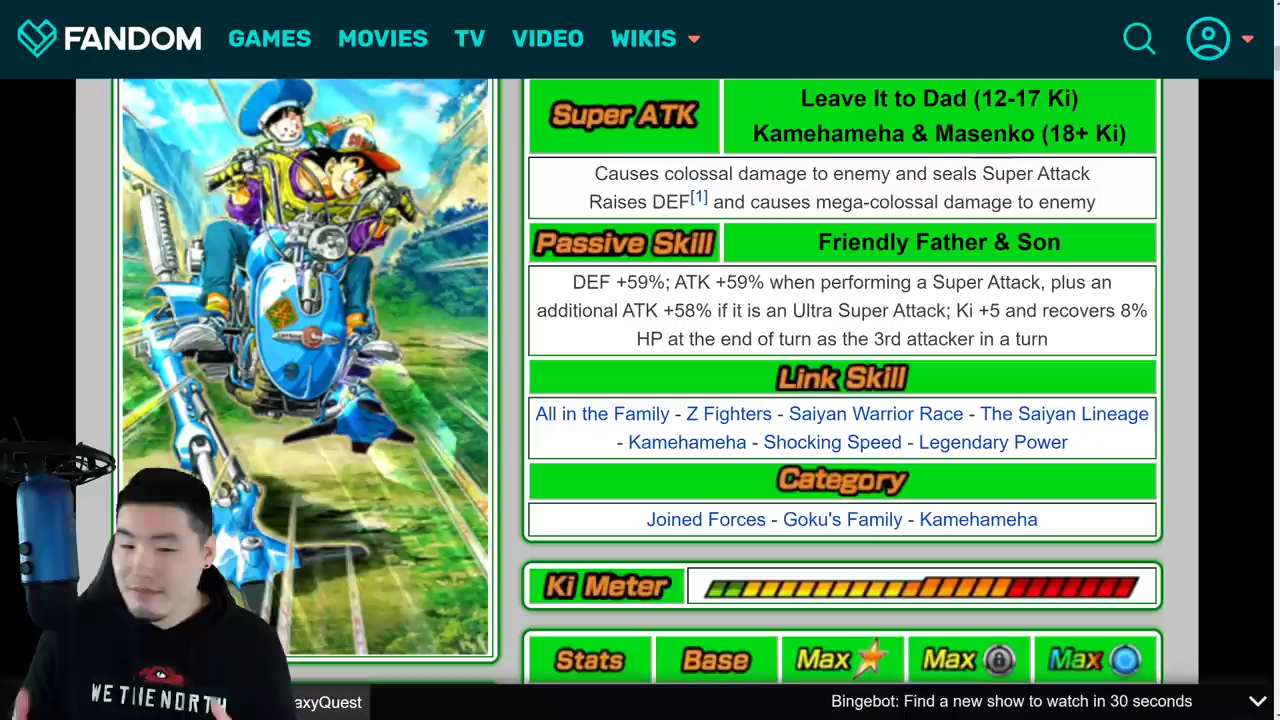 FANDOM GAMES MOVIES TV VIDEO WIKIS
Super ATK
Leave It to Dad (12-17 Ki)
Kamehameha & Masenko (18+ Ki)
Causes colossal damage to enemy and seals Super Attack
Raises DEF[1] and causes mega-colossal damage to enemy
Passive Skill
Friendly Father & Son
DEF +59%; ATK +59% when performing a Super Attack, plus an
additional ATK +58% if it is an Ultra Super Attack; Ki +5 and recovers 8%
HP at the end of turn as the 3rd attacker in a turn
Link Skill
All in the Family - Z Fighters - Saiyan Warrior Race - The Saiyan Lineage
- Kamehameha - Shocking Speed - Legendary Power
Category
Joined Forces - Goku's Family - Kamehameha
Ki Meter
Stats Base Max Max Max
WE THE NORTH
axyQuest
Bingebot: Find a new show to watch in 30 seconds